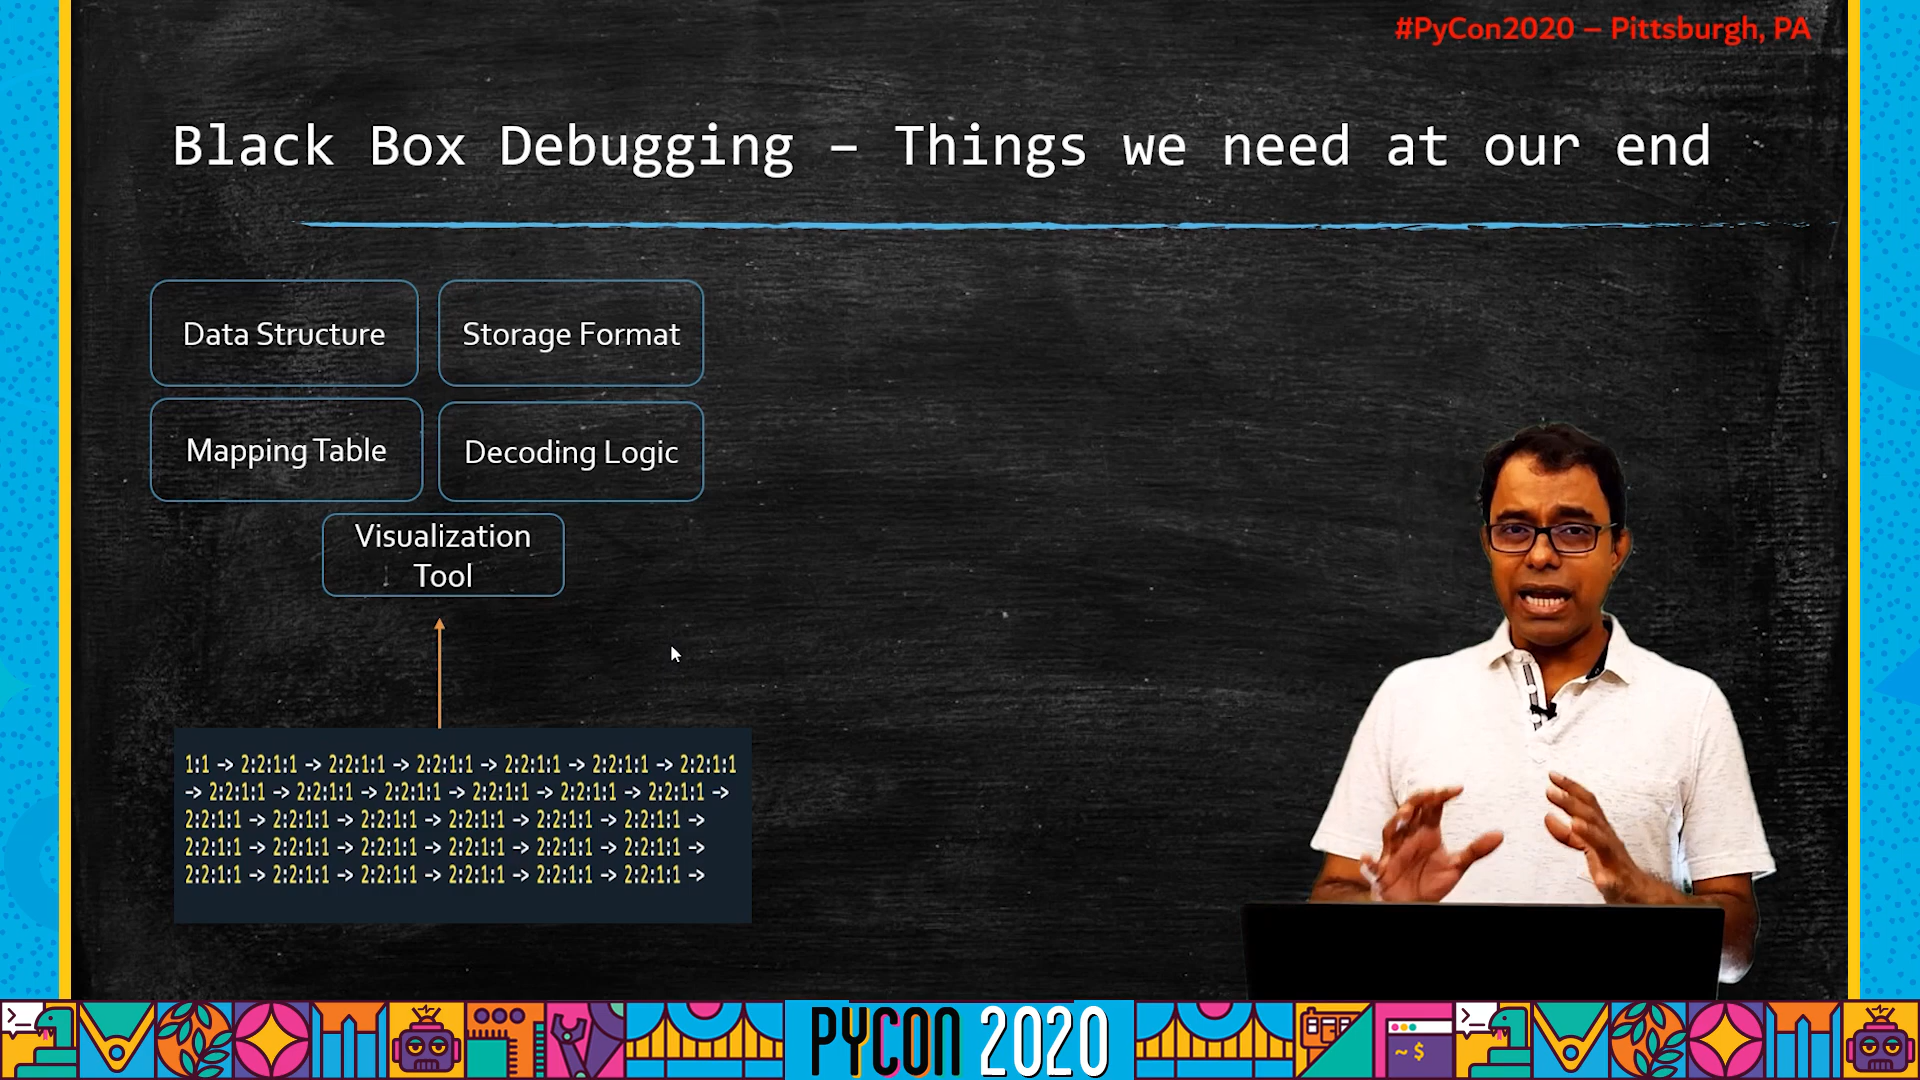 #PyCon2020 – Pittsburgh, PA
Black Box Debugging – Things we need at our end
Data Structure
Storage Format
Mapping Table
Decoding Logic
Visualization
Tool
1:1 -> 2:2:1:1 -> 2:2:1:1 -> 2:2:1:1 -> 2:2:1:1 -> 2:2:1:1 -> 2:2:1:1
-> 2:2:1:1 -> 2:2:1:1 -> 2:2:1:1 -> 2:2:1:1 -> 2:2:1:1 -> 2:2:1:1 ->
2:2:1:1 -> 2:2:1:1 -> 2:2:1:1 -> 2:2:1:1 -> 2:2:1:1 -> 2:2:1:1 ->
2:2:1:1 -> 2:2:1:1 -> 2:2:1:1 -> 2:2:1:1 -> 2:2:1:1 -> 2:2:1:1 ->
2:2:1:1 -> 2:2:1:1 -> 2:2:1:1 -> 2:2:1:1 -> 2:2:1:1 -> 2:2:1:1 ->
PYCON 2020
~ $